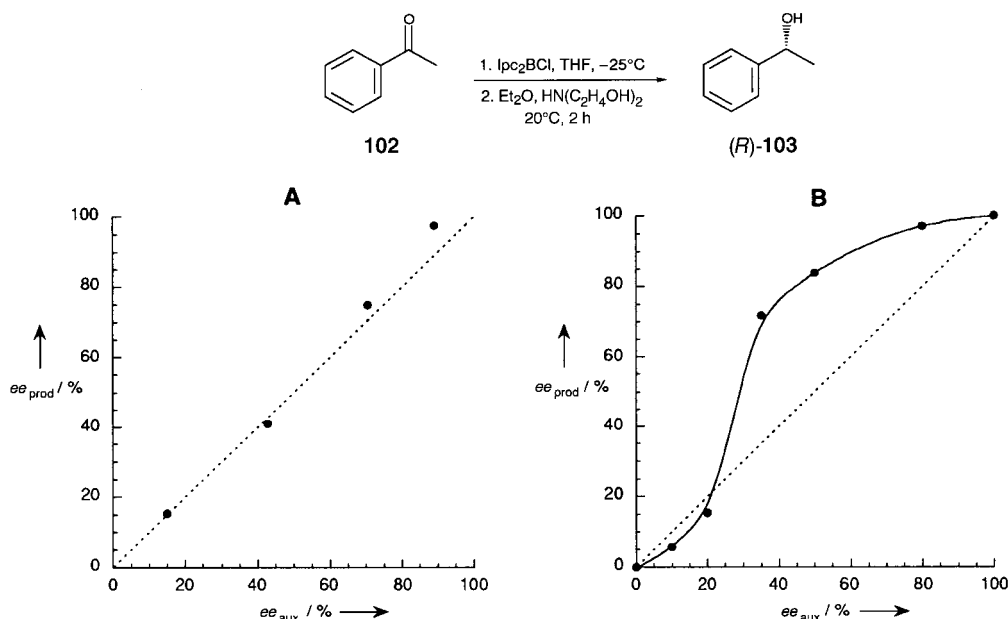 O
OH
1. Ipc₂BCl, THF, –25°C
2. Et₂O, HN(C₂H₄OH)₂
20°C, 2 h
102
(R)-103
A
100
80
60
40
20
0
ee prod / %
0 20 40 60 80 100
ee aux / %
B
100
80
60
40
20
0
ee prod / %
0 20 40 60 80 100
ee aux / %